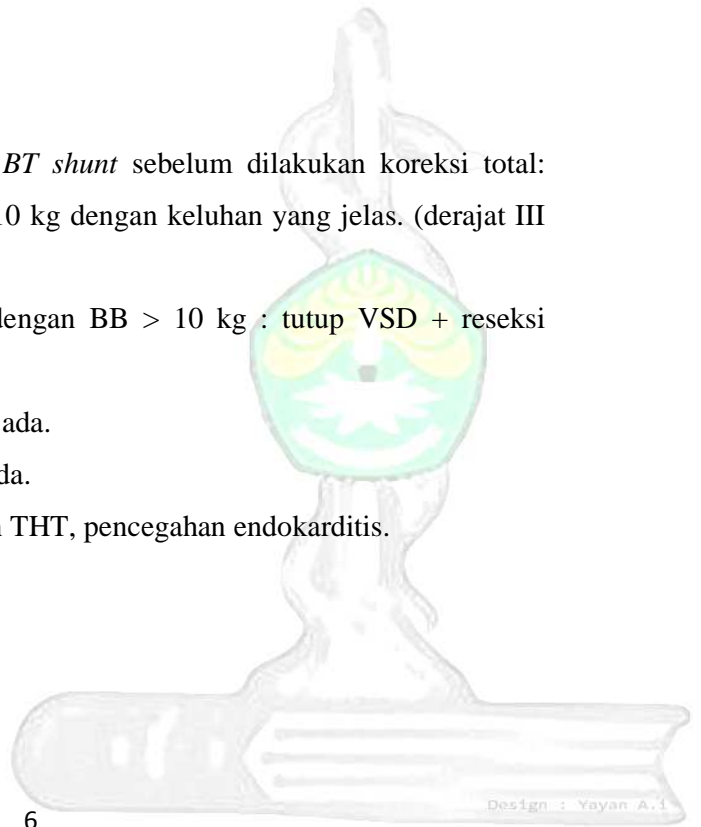 BT shunt sebelum dilakukan koreksi total:
10 kg dengan keluhan yang jelas. (derajat III
dengan BB > 10 kg : tutup VSD + reseksi
ada.
da.
THT, pencegahan endokarditis.
6
Design : Yayan A.i